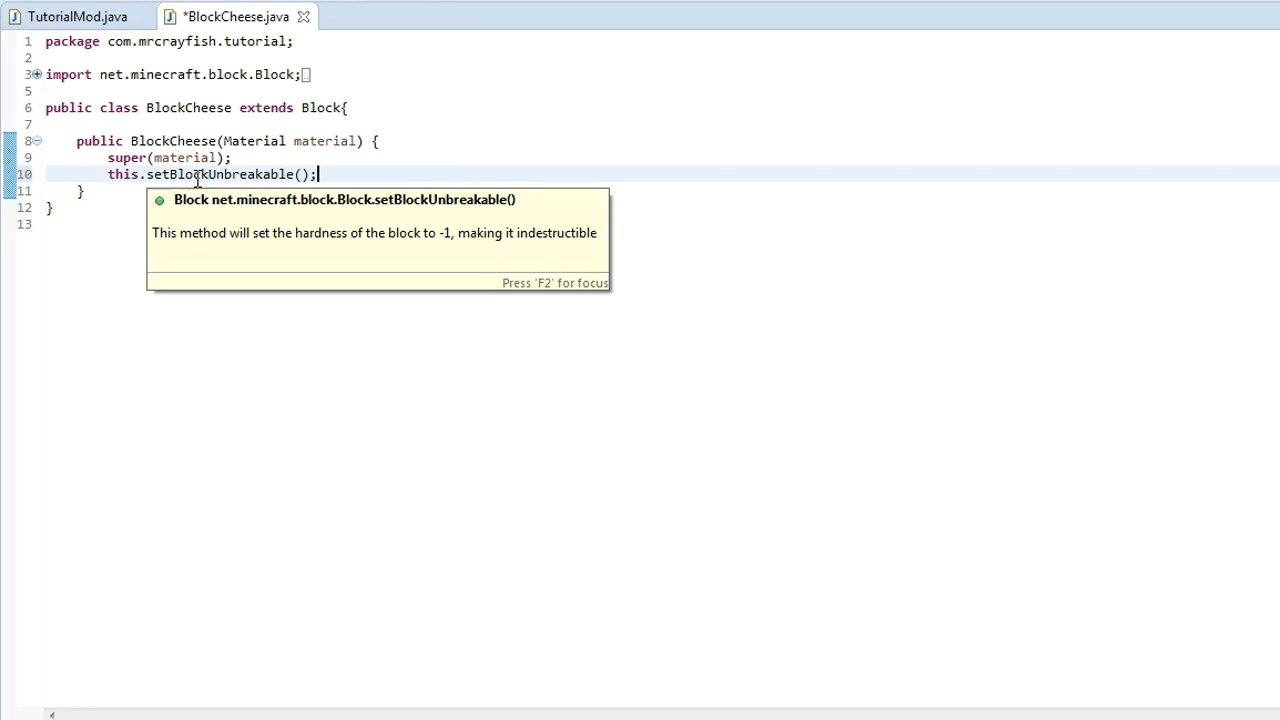 TutorialMod.java
*BlockCheese.java
1 package com.mrcrayfish.tutorial;
2
3 import net.minecraft.block.Block;
5
6 public class BlockCheese extends Block{
7
8 public BlockCheese(Material material) {
9 super(material);
10 this.setBlockUnbreakable();
11 }
12 }
13
Block net.minecraft.block.Block.setBlockUnbreakable()
This method will set the hardness of the block to -1, making it indestructible
Press 'F2' for focus